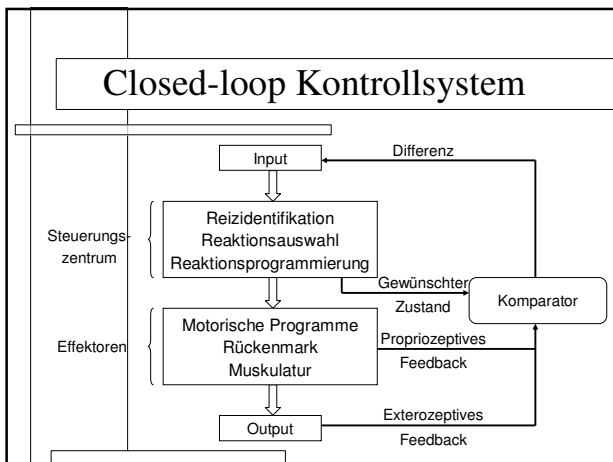 Closed-loop Kontrollsystem
Input
Differenz
Steuerungs-
zentrum
Reizidentifikation
Reaktionsauswahl
Reaktionsprogrammierung
Gewünschter
Zustand
Komparator
Effektoren
Motorische Programme
Rückenmark
Muskulatur
Propriozeptives
Feedback
Output
Exterozeptives
Feedback